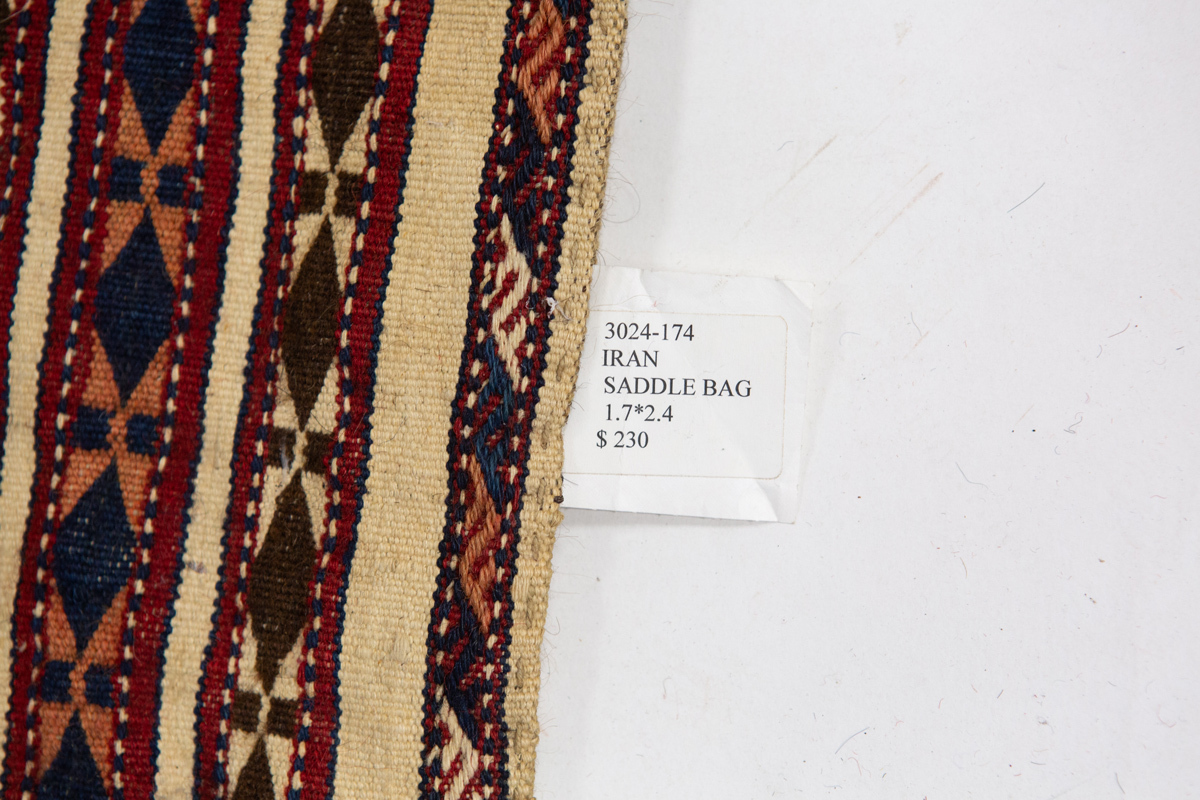 3024-174
IRAN
SADDLE BAG
1.7*2.4
$ 230